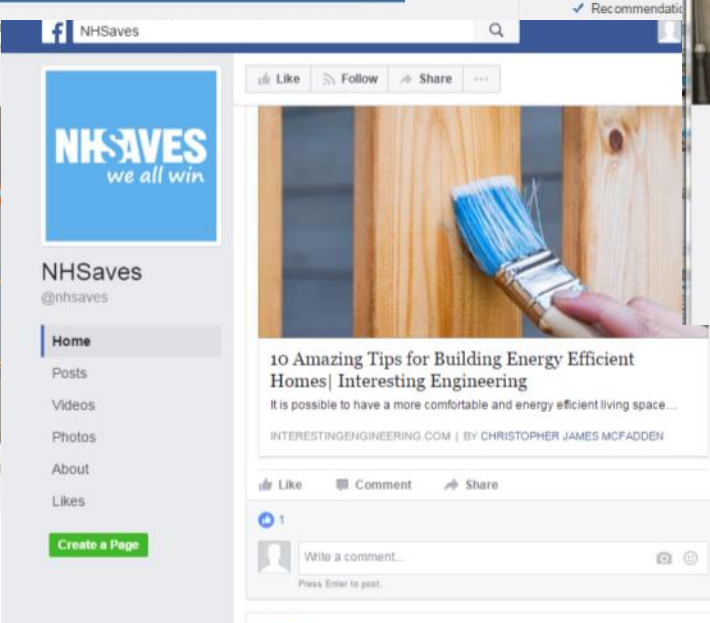 Recommendatio
f NHSaves
Like Follow Share ...
NHSAVES
we all win
NHSaves
@nhsaves
Home
Posts
Videos
Photos
About
Likes
Create a Page
10 Amazing Tips for Building Energy Efficient
Homes| Interesting Engineering
It is possible to have a more comfortable and energy efficient living space...
INTERESTINGENGINEERING.COM | BY CHRISTOPHER JAMES MCFADDEN
Like Comment Share
1
Write a comment...
Press Enter to post.